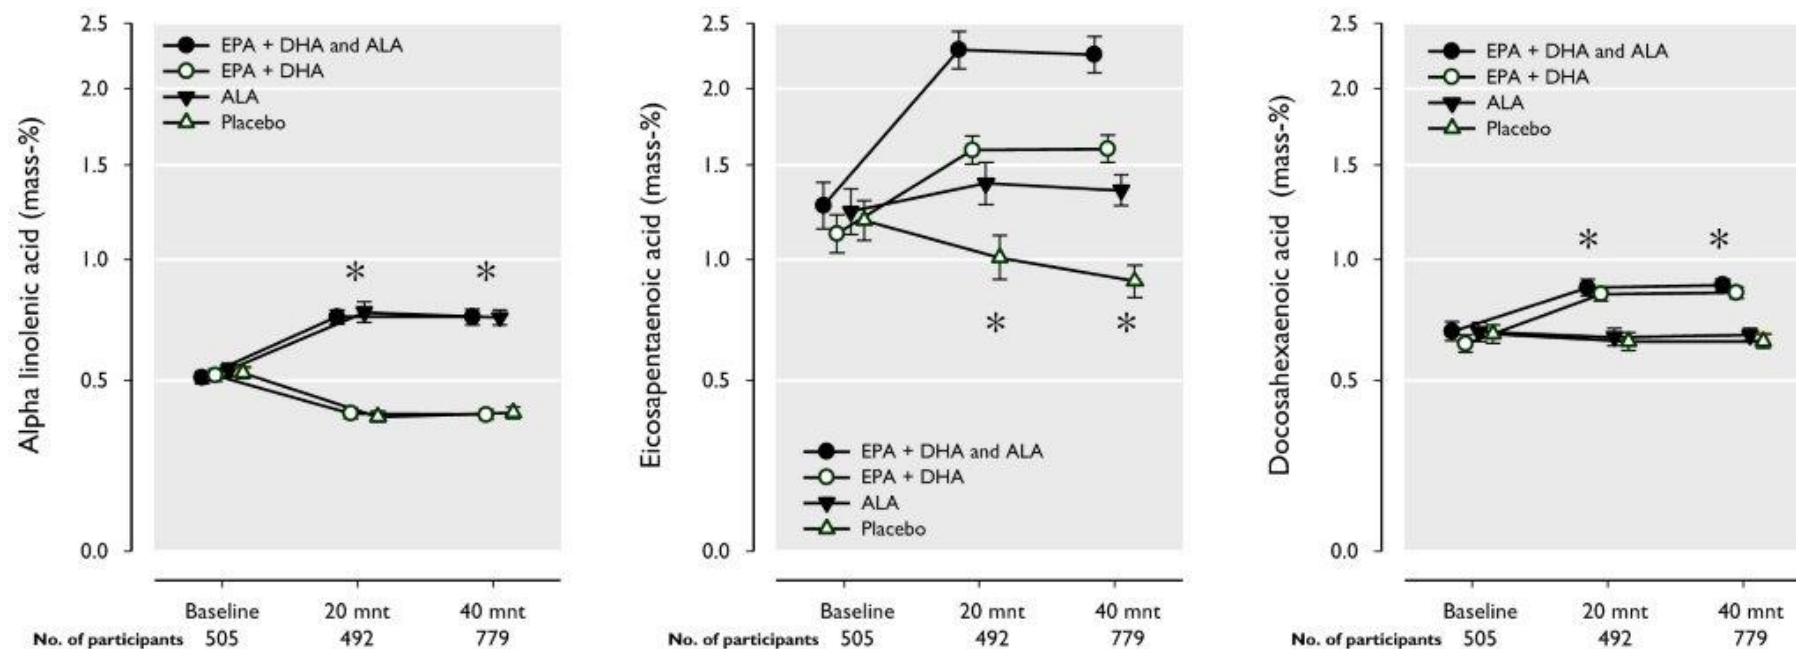 Alpha linolenic acid (mass-%)
2.5
2.0
1.5
1.0
0.5
0.0
EPA + DHA and ALA
EPA + DHA
ALA
Placebo
* *
Baseline 20 mnt 40 mnt
No. of participants 505 492 779
Eicosapentaenoic acid (mass-%)
2.5
2.0
1.5
1.0
0.5
0.0
* *
EPA + DHA and ALA
EPA + DHA
ALA
Placebo
Baseline 20 mnt 40 mnt
No. of participants 505 492 779
Docosahexaenoic acid (mass-%)
2.5
2.0
1.5
1.0
0.5
0.0
EPA + DHA and ALA
EPA + DHA
ALA
Placebo
* *
Baseline 20 mnt 40 mnt
No. of participants 505 492 779